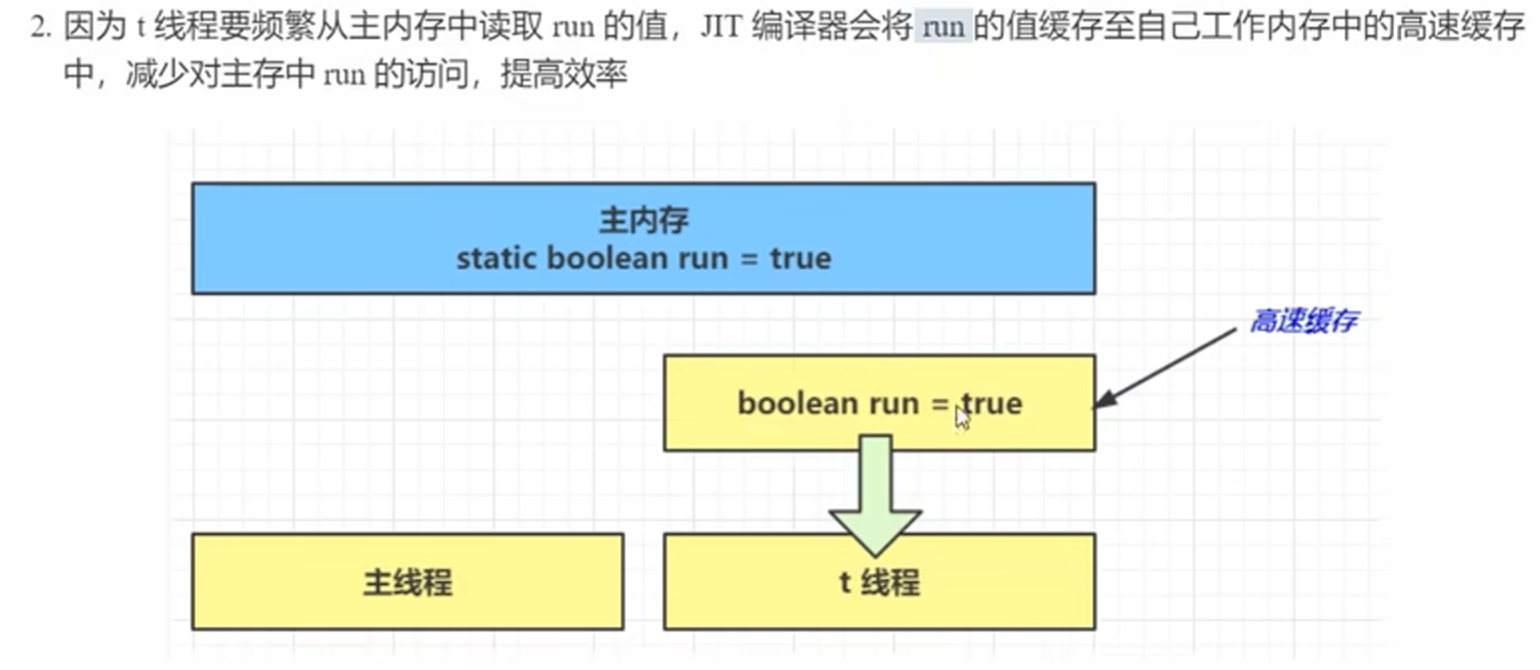 2. 因为 t 线程要频繁从主内存中读取 run 的值，JIT 编译器会将 run 的值缓存至自己工作内存中的高速缓存
中，减少对主存中 run 的访问，提高效率
主内存
static boolean run = true
高速缓存
boolean run = true
主线程
t 线程